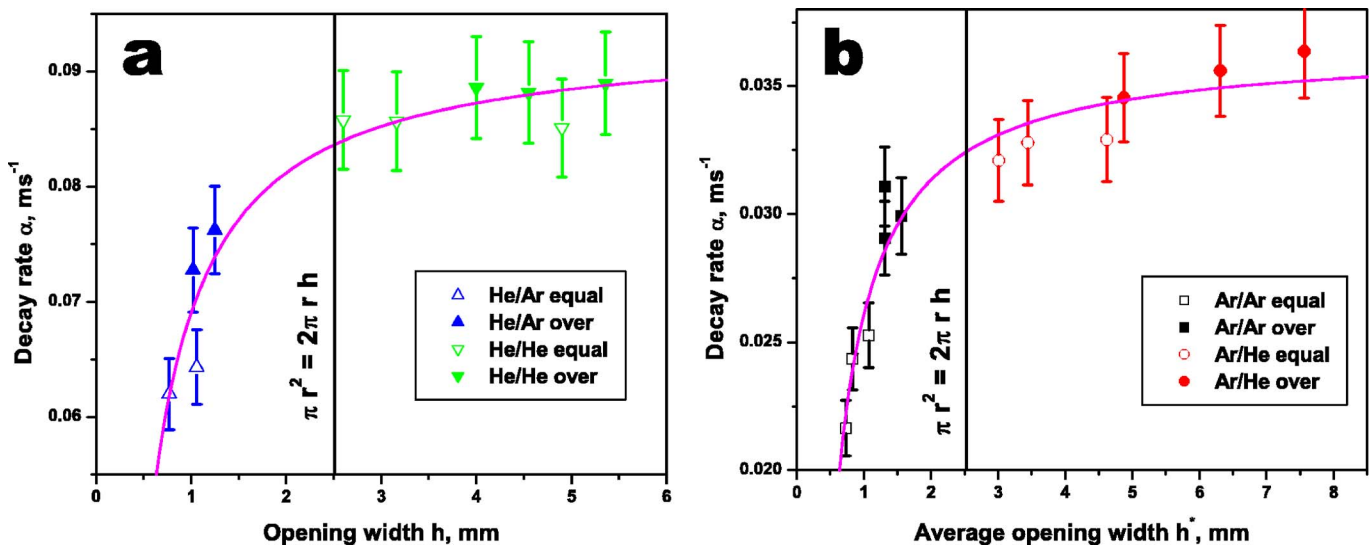 a
0.09
0.08
0.07
0.06
Decay rate α, ms⁻¹
π r² = 2π r h
He/Ar equal
He/Ar over
He/He equal
He/He over
0 1 2 3 4 5 6
Opening width h, mm
b
0.035
0.030
0.025
0.020
Decay rate α, ms⁻¹
π r² = 2π r h
Ar/Ar equal
Ar/Ar over
Ar/He equal
Ar/He over
0 1 2 3 4 5 6 7 8
Average opening width h*, mm